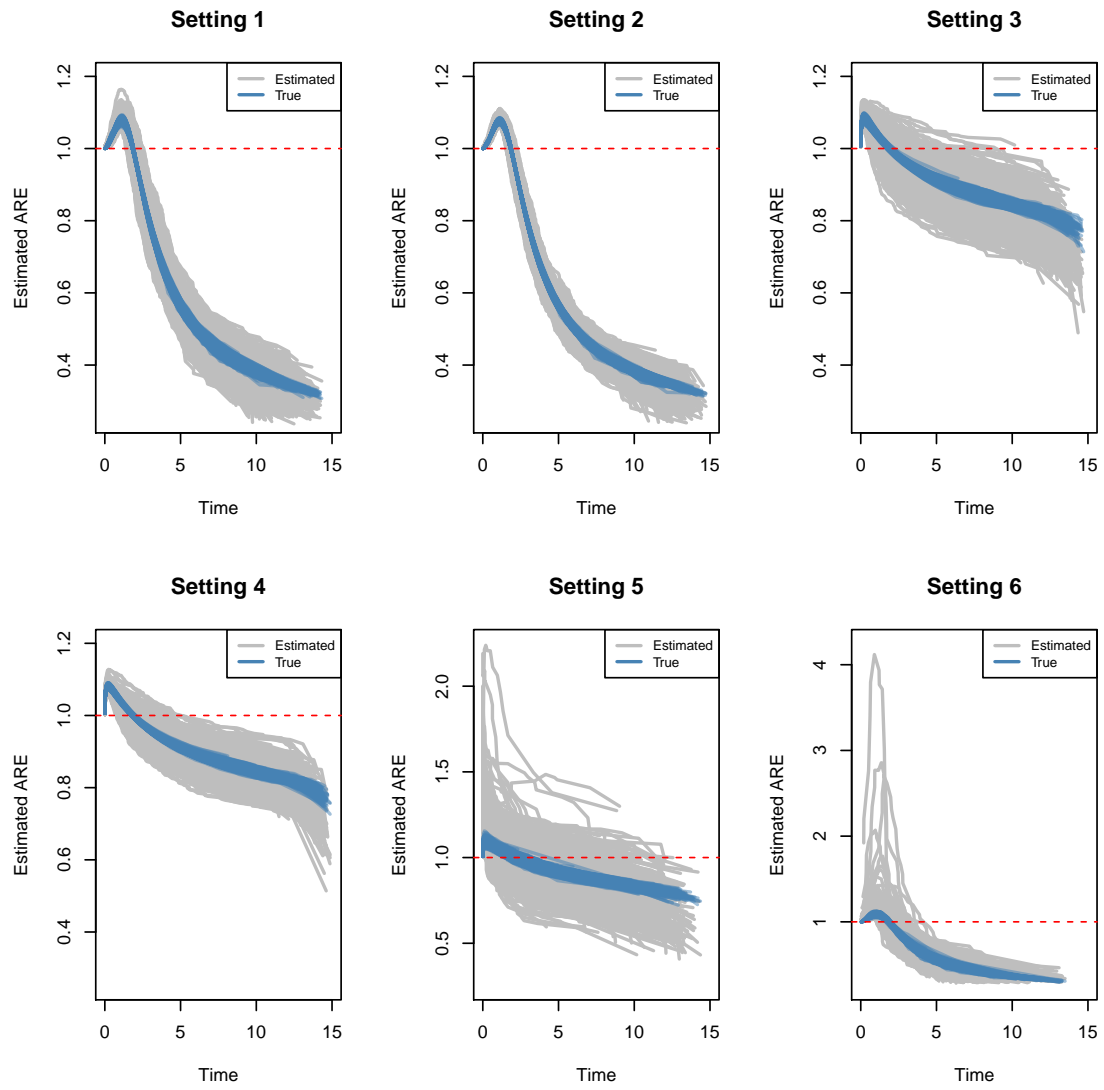 Setting 1
Estimated
True
1.2
1.0
0.8
0.6
0.4
Estimated ARE
0 5 10 15
Time
Setting 2
Estimated
True
1.2
1.0
0.8
0.6
0.4
Estimated ARE
0 5 10 15
Time
Setting 3
Estimated
True
1.2
1.0
0.8
0.6
0.4
Estimated ARE
0 5 10 15
Time
Setting 4
Estimated
True
1.2
1.0
0.8
0.6
0.4
Estimated ARE
0 5 10 15
Time
Setting 5
Estimated
True
2.0
1.5
1.0
0.5
Estimated ARE
0 5 10 15
Time
Setting 6
Estimated
True
4
3
2
1
0
Estimated ARE
0 5 10 15
Time